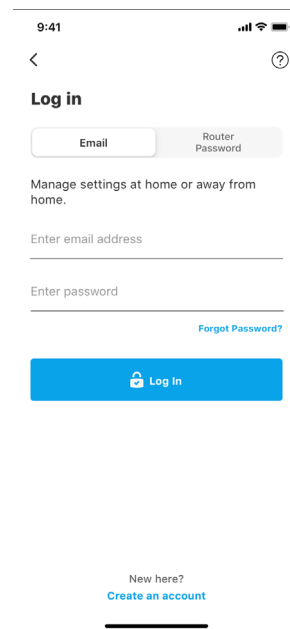 9:41
Log in
Email
Router
Password
Manage settings at home or away from
home.
Enter email address
Enter password
Forgot Password?
Log In
New here?
Create an account